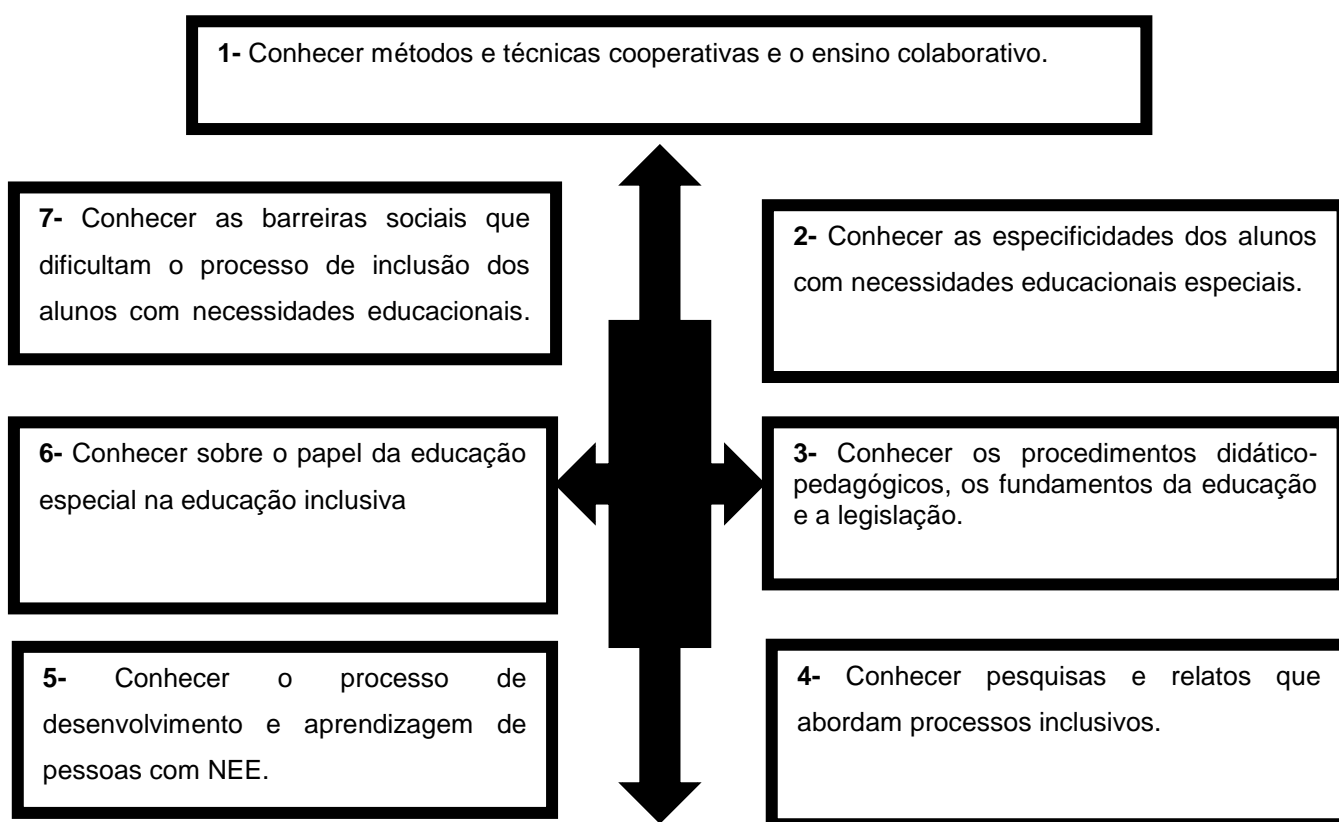 1- Conhecer métodos e técnicas cooperativas e o ensino colaborativo.
7- Conhecer as barreiras sociais que
dificultam o processo de inclusão dos
alunos com necessidades educacionais.
2- Conhecer as especificidades dos alunos
com necessidades educacionais especiais.
6- Conhecer sobre o papel da educação
especial na educação inclusiva
3- Conhecer os procedimentos didático-
pedagógicos, os fundamentos da educação
e a legislação.
5- Conhecer o processo de
desenvolvimento e aprendizagem de
pessoas com NEE.
4- Conhecer pesquisas e relatos que
abordam processos inclusivos.